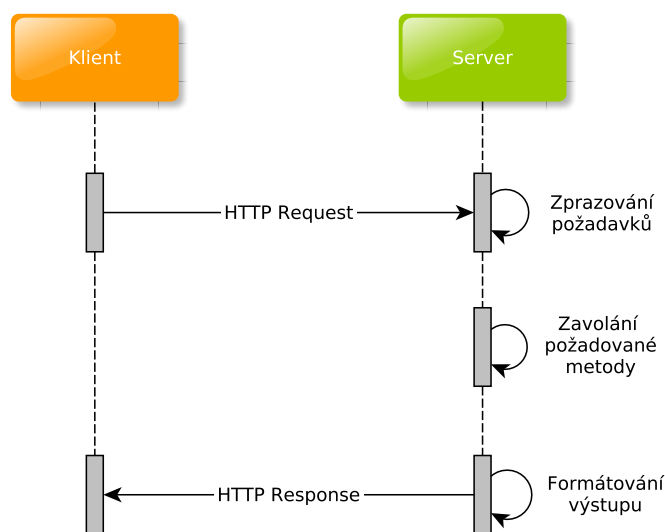 Klient
Server
HTTP Request
Zprazování
požadavků
Zavolání
požadované
metody
HTTP Response
Formátování
výstupu